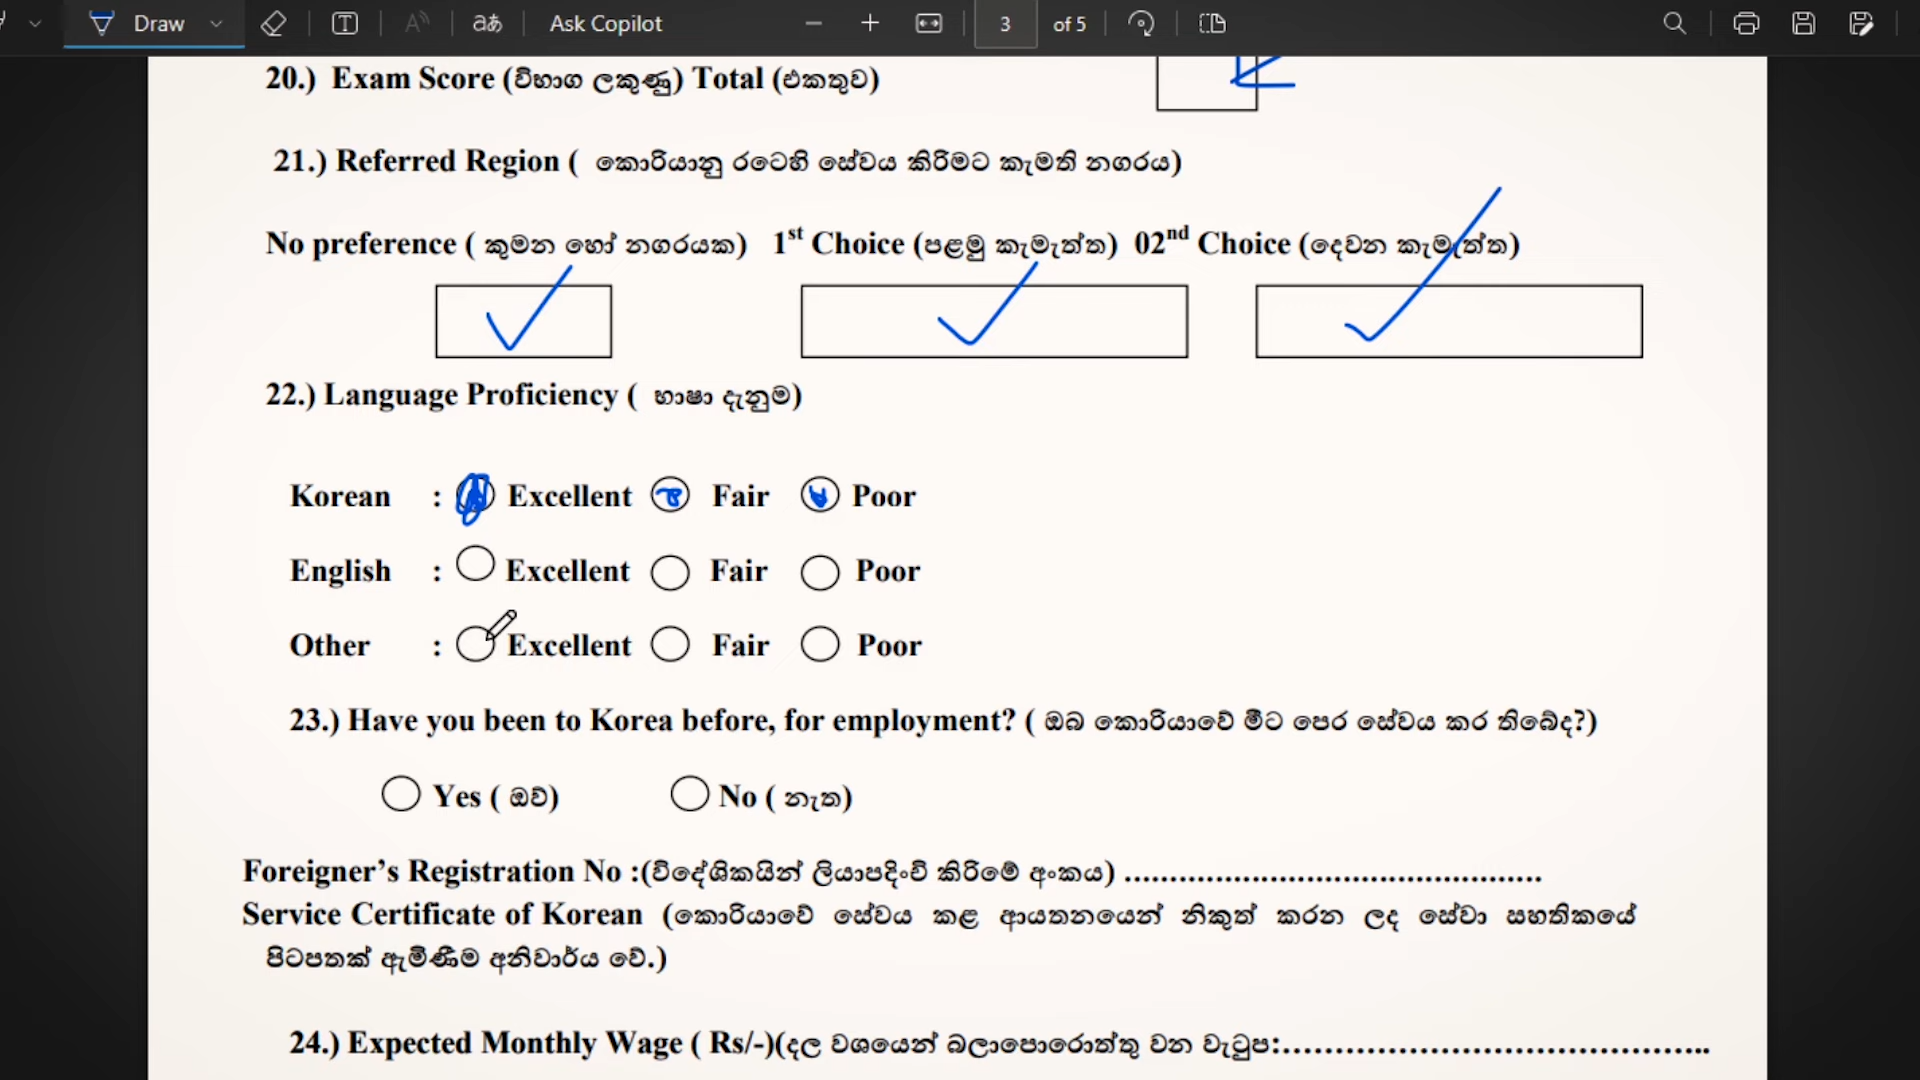 Draw
Ask Copilot
3 of 5
20.) Exam Score (විභාග ලකුණු) Total (එකතුව)
21.) Referred Region ( කොරියානු රටෙහි සේවය කිරිමට කැමති නගරය)
No preference ( කුමන හෝ නගරයක) 1st Choice (පළමු කැමැත්ත) 02nd Choice (දෙවන කැමැත්ත)
22.) Language Proficiency ( භාෂා දැනුම)
Korean : Excellent Fair Poor
English : Excellent Fair Poor
Other : Excellent Fair Poor
23.) Have you been to Korea before, for employment? ( ඔබ කොරියාවේ මීට පෙර සේවය කර තිබේද?)
Yes ( ඔව්) No ( නැත)
Foreigner’s Registration No :(විදේශිකයින් ලියාපදිංචි කිරිමේ අංකය) ..............................................
Service Certificate of Korean (කොරියාවේ සේවය කළ ආයතනයෙන් නිකුත් කරන ලද සේවා සහතිකයේ
පිටපතක් ඇමිණීම අනිවාර්ය වේ.)
24.) Expected Monthly Wage ( Rs/-)(දල වශයෙන් බලාපොරොත්තු වන වැටුප:...............................................